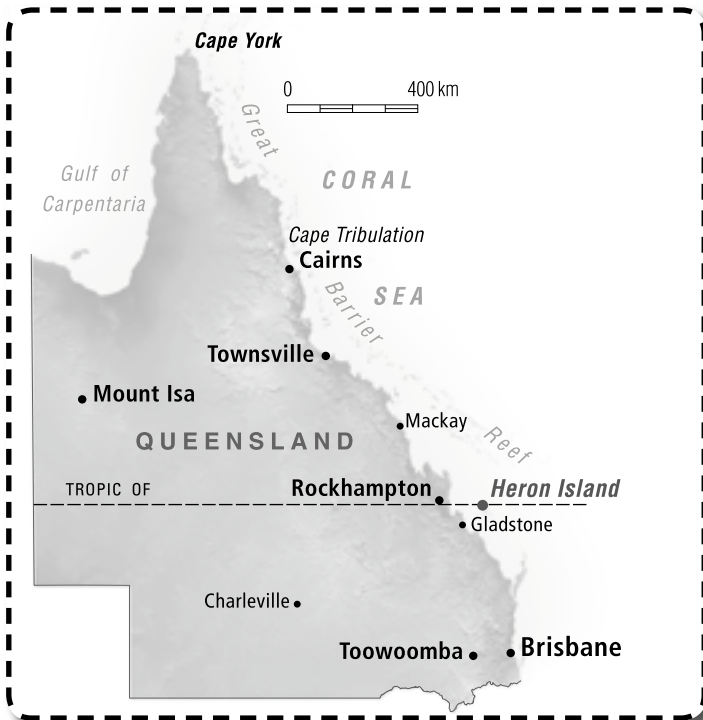 Cape York
0 400 km
Great
Gulf of
Carpentaria
CORAL
Cape Tribulation
Cairns
SEA
Barrier
Townsville
Mount Isa
Mackay
QUEENSLAND
Reef
TROPIC OF
Rockhampton
Heron Island
Gladstone
Charleville
Toowoomba
Brisbane